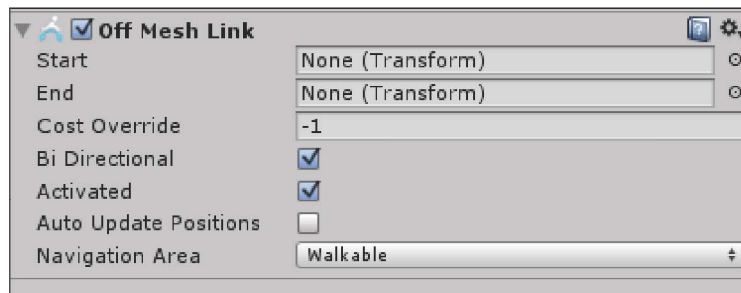 Off Mesh Link
Start None (Transform)
End None (Transform)
Cost Override -1
Bi Directional
Activated
Auto Update Positions
Navigation Area Walkable